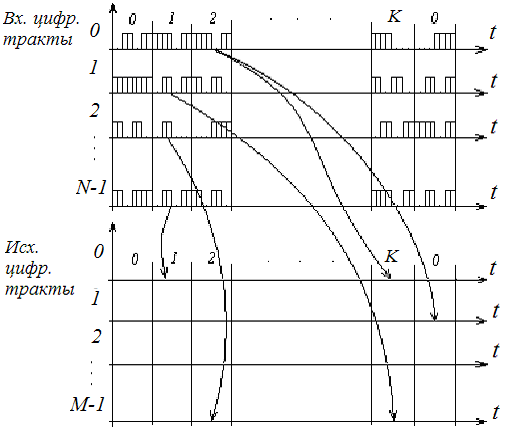 Вх. цифр.
тракты
0 1 2 . . . K 0
0 t
1 t
2 t
.
.
N-1 t
Исх.
цифр.
тракты
0 1 2 . . . K 0
0 t
1 t
2 t
.
.
M-1 t